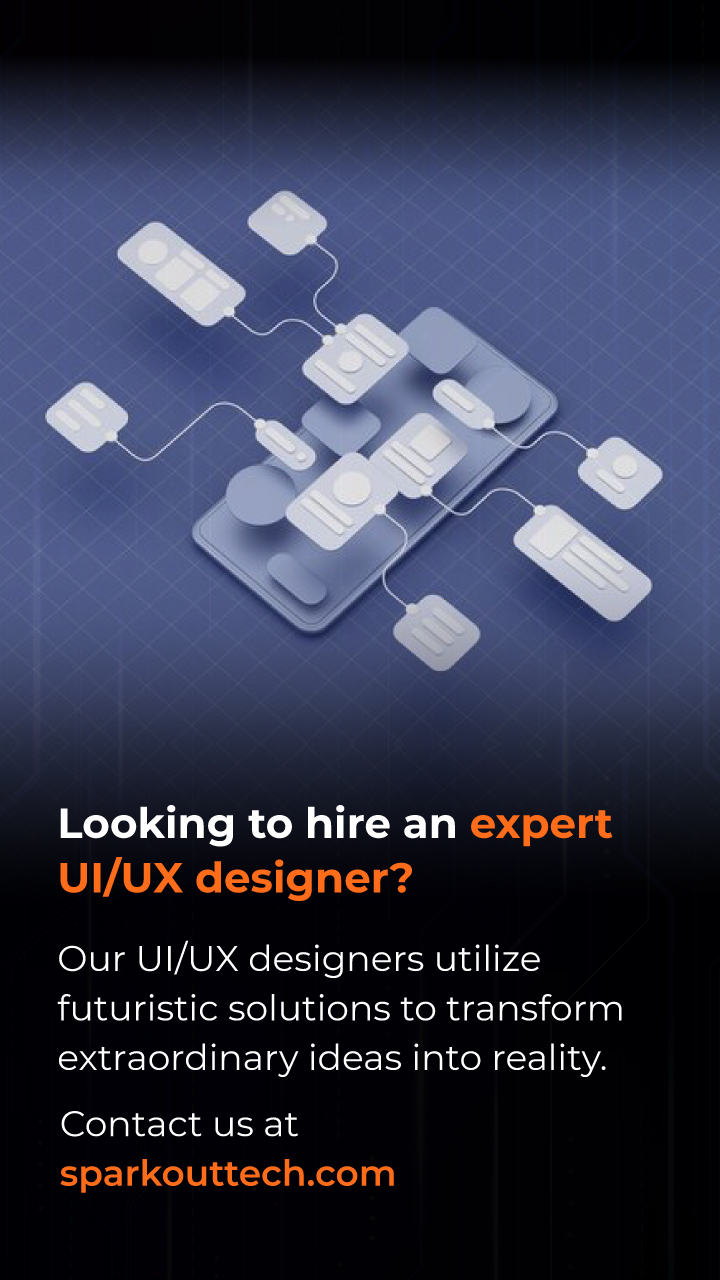 Looking to hire an expert
UI/UX designer?
Our UI/UX designers utilize
futuristic solutions to transform
extraordinary ideas into reality.
Contact us at
sparkouttech.com